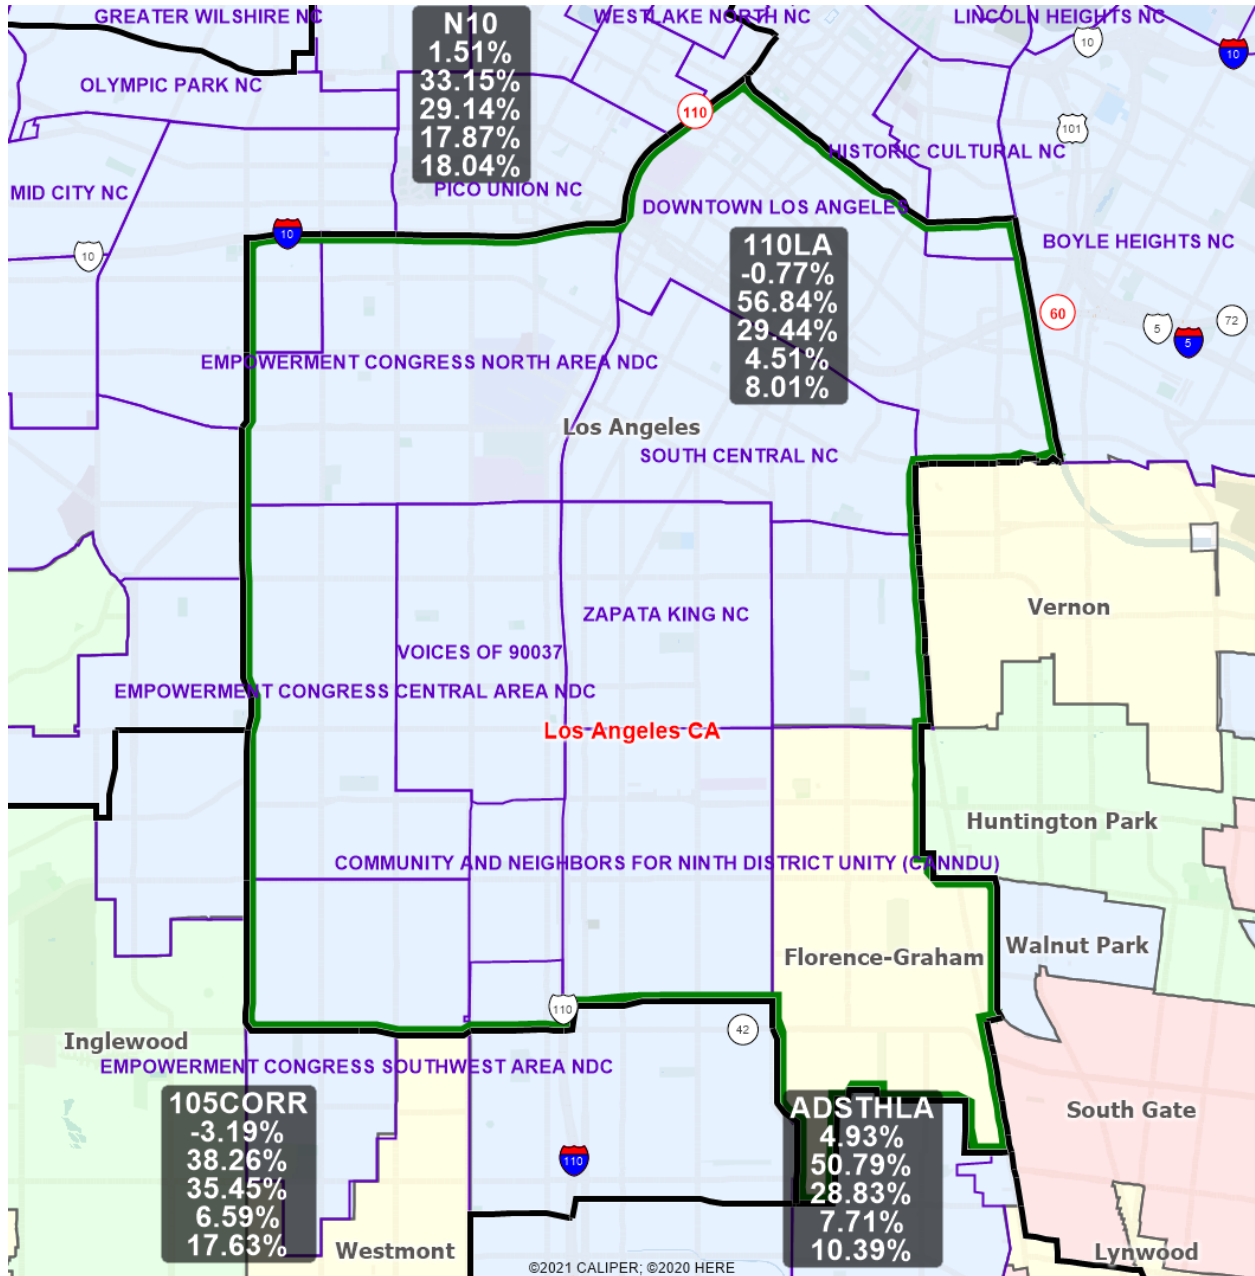 GREATER WILSHIRE NC
N10
1.51%
33.15%
29.14%
17.87%
18.04%
WESTLAKE NORTH NC
LINCOLN HEIGHTS NC
10
10
OLYMPIC PARK NC
110
101
HISTORIC CULTURAL NC
MID CITY NC
PICO UNION NC
DOWNTOWN LOS ANGELES
10
10
BOYLE HEIGHTS NC
110LA
-0.77%
56.84%
29.44%
4.51%
8.01%
60
5
5
72
EMPOWERMENT CONGRESS NORTH AREA NDC
Los Angeles
SOUTH CENTRAL NC
ZAPATA KING NC
Vernon
VOICES OF 90037
EMPOWERMENT CONGRESS CENTRAL AREA NDC
Los Angeles CA
Huntington Park
COMMUNITY AND NEIGHBORS FOR NINTH DISTRICT UNITY (CANNDU)
Florence-Graham
Walnut Park
110
42
Inglewood
EMPOWERMENT CONGRESS SOUTHWEST AREA NDC
105CORR
-3.19%
38.26%
35.45%
6.59%
17.63%
110
ADSTHLA
4.93%
50.79%
28.83%
7.71%
10.39%
South Gate
Westmont
Lynwood
©2021 CALIPER; ©2020 HERE